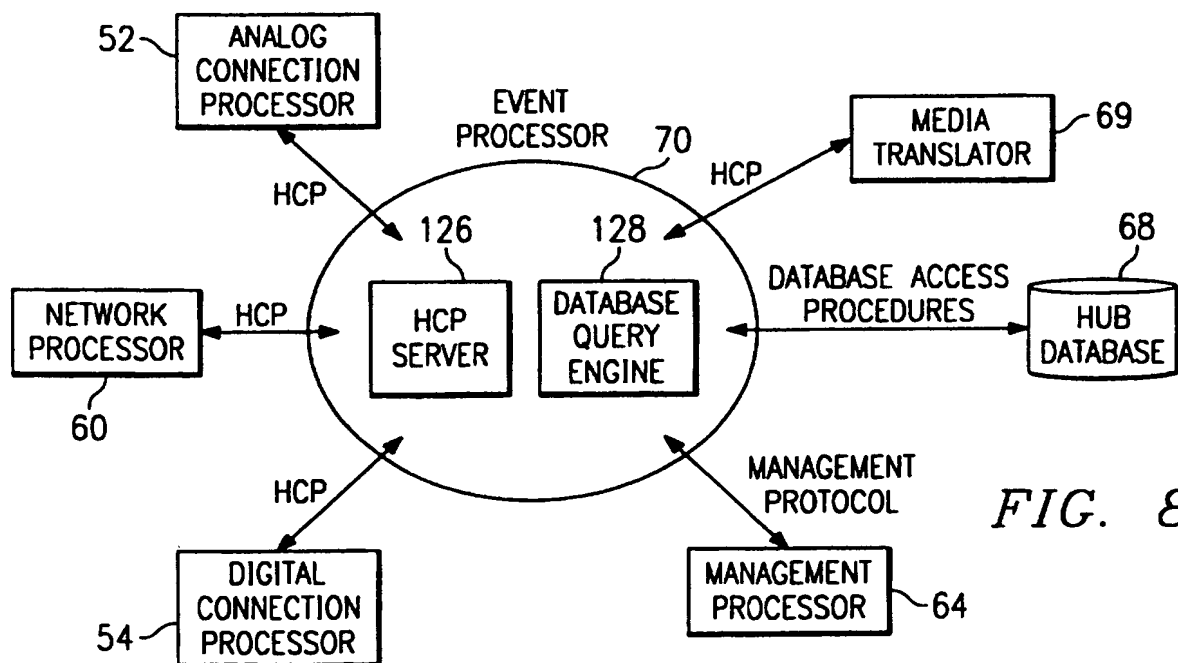 52
ANALOG
CONNECTION
PROCESSOR
EVENT
PROCESSOR
70
MEDIA
TRANSLATOR
69
HCP
HCP
126
128
68
NETWORK
PROCESSOR
60
HCP
HCP
SERVER
DATABASE
QUERY
ENGINE
DATABASE ACCESS
PROCEDURES
HUB
DATABASE
HCP
MANAGEMENT
PROTOCOL
FIG. 8
DIGITAL
CONNECTION
PROCESSOR
54
MANAGEMENT
PROCESSOR
64